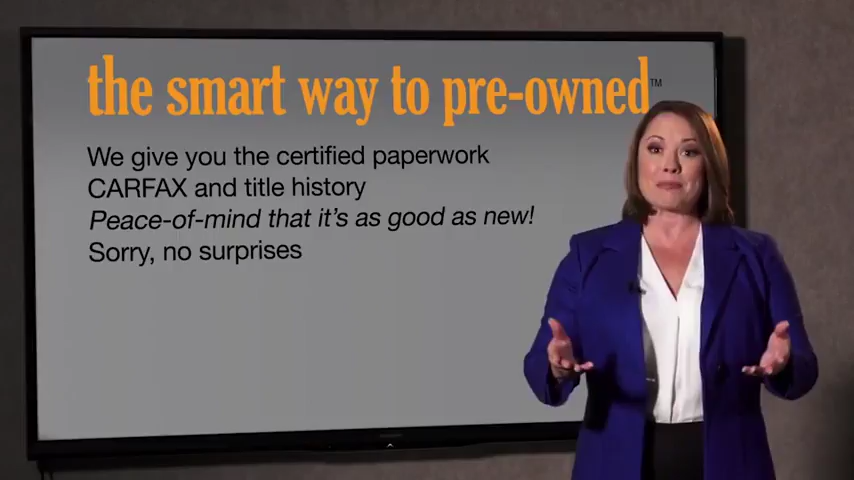 the smart way to pre-owned™
We give you the certified paperwork
CARFAX and title history
Peace-of-mind that it's as good as new!
Sorry, no surprises